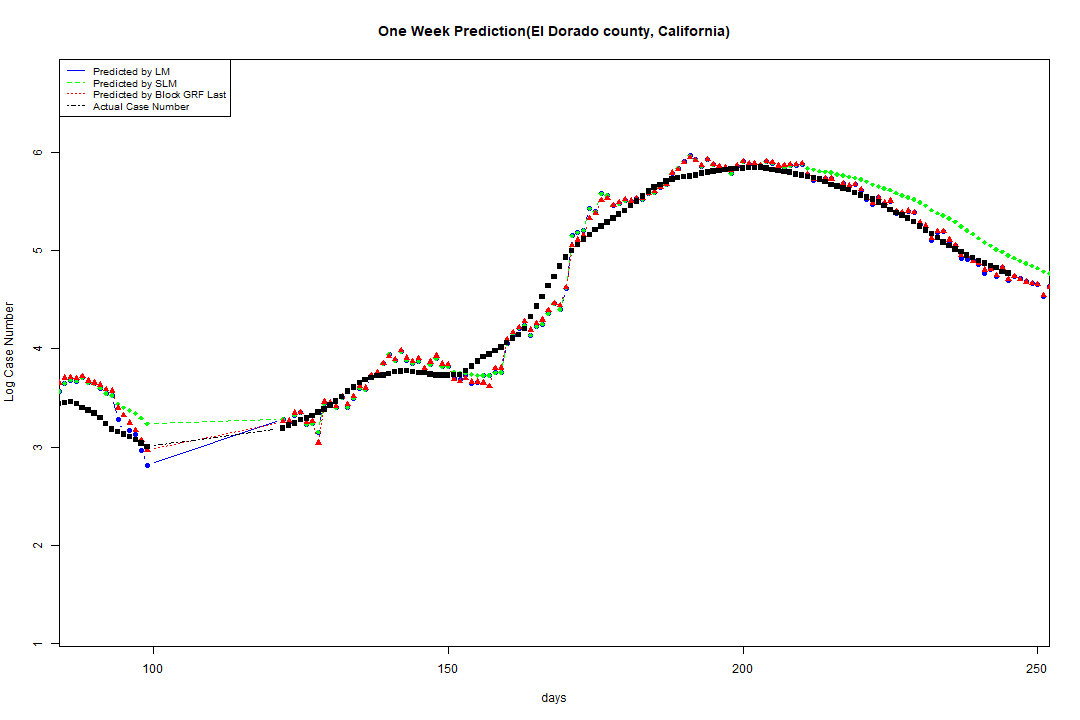 One Week Prediction(El Dorado county, California)
Predicted by LM
Predicted by SLM
Predicted by Block GRF Last
Actual Case Number
6
5
4
3
2
1
Log Case Number
100 150 200 250
days